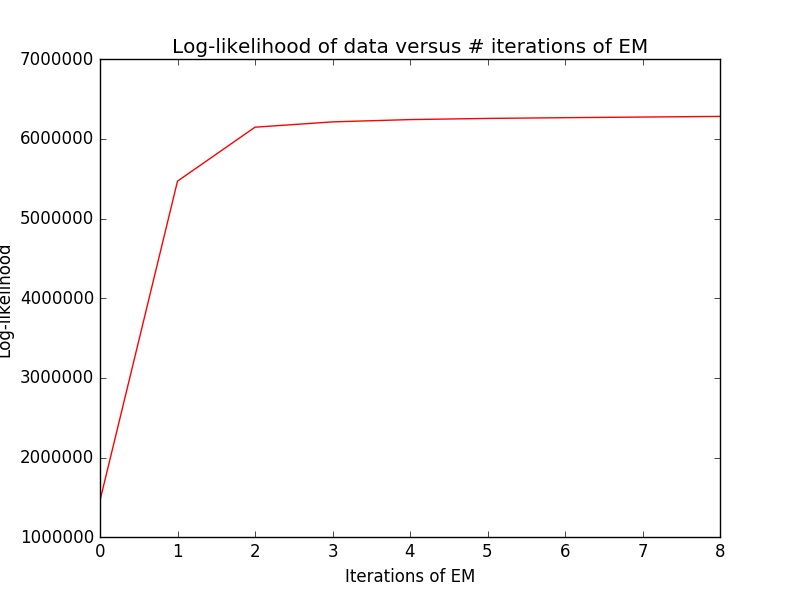 Log-likelihood of data versus # iterations of EM
7000000
6000000
5000000
4000000
3000000
2000000
1000000
Log-likelihood
0 1 2 3 4 5 6 7 8
Iterations of EM